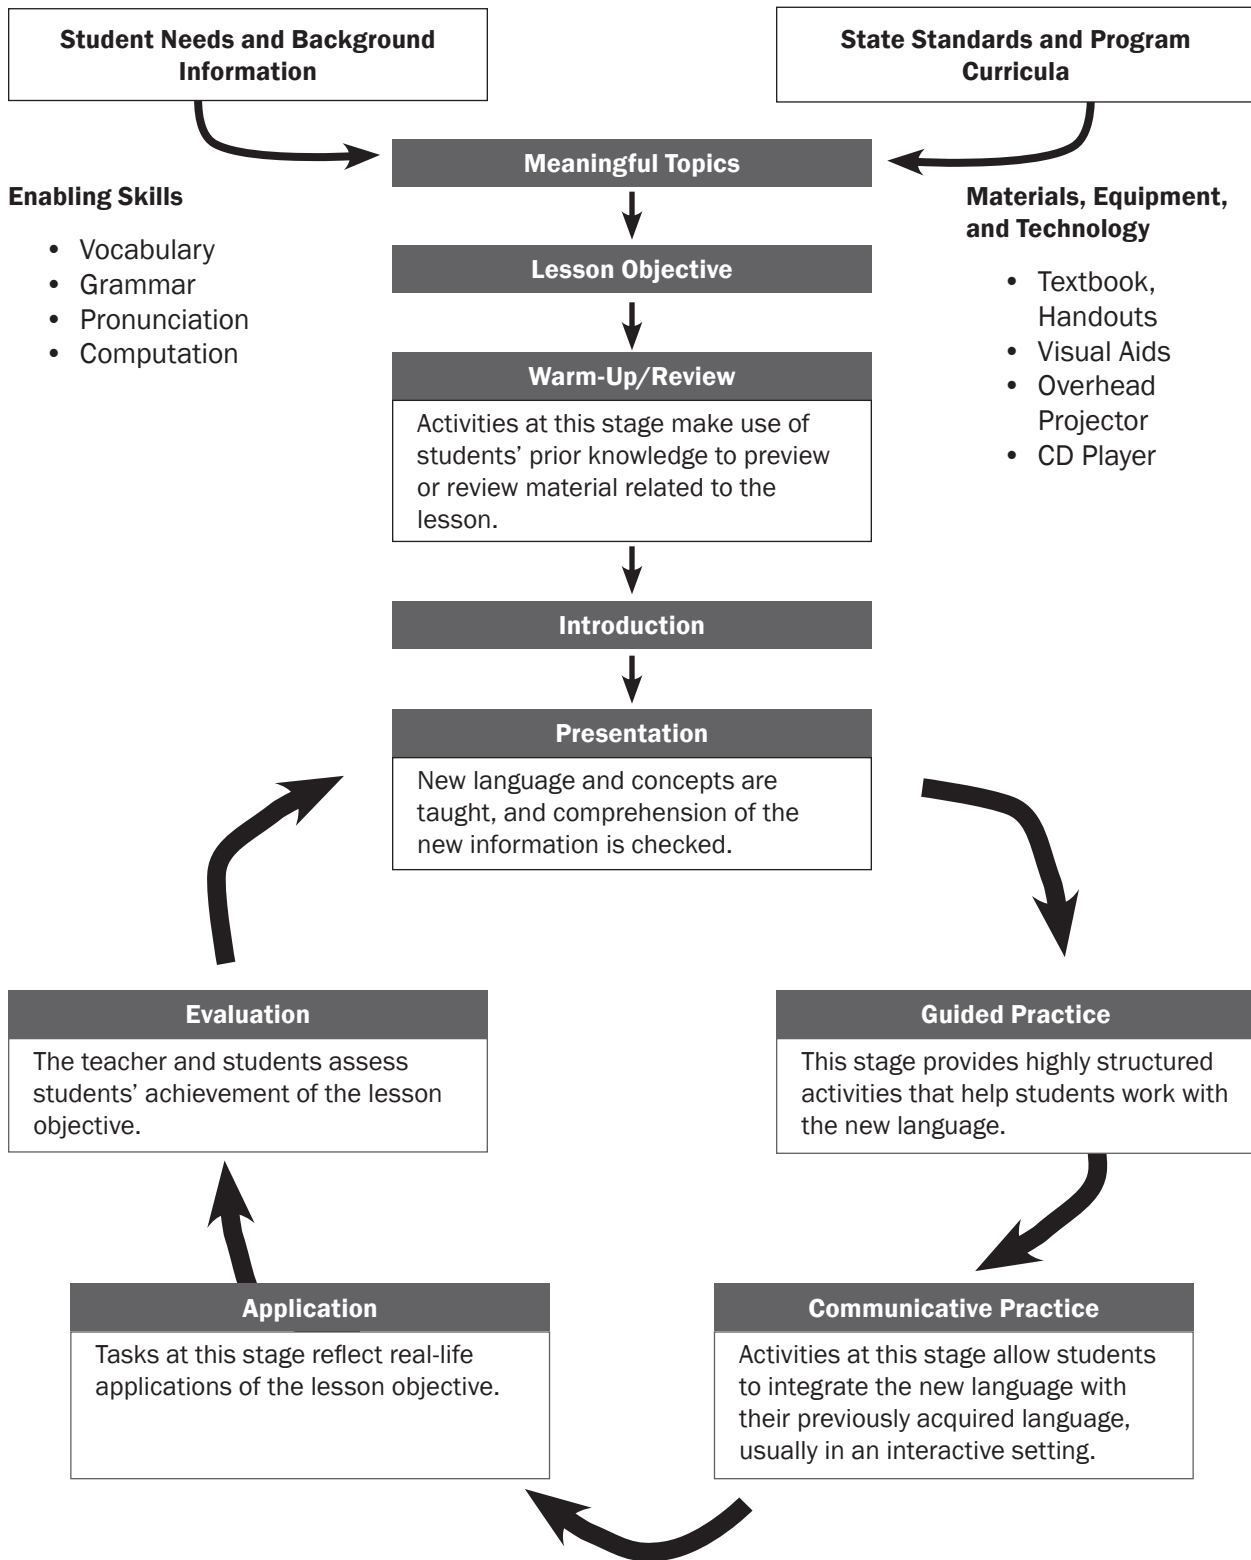 Student Needs and Background
Information
State Standards and Program
Curricula
Meaningful Topics
Enabling Skills
• Vocabulary
• Grammar
• Pronunciation
• Computation
Materials, Equipment,
and Technology
• Textbook,
Handouts
• Visual Aids
• Overhead
Projector
• CD Player
Lesson Objective
Warm-Up/Review
Activities at this stage make use of
students’ prior knowledge to preview
or review material related to the
lesson.
Introduction
Presentation
New language and concepts are
taught, and comprehension of the
new information is checked.
Guided Practice
This stage provides highly structured
activities that help students work with
the new language.
Communicative Practice
Activities at this stage allow students
to integrate the new language with
their previously acquired language,
usually in an interactive setting.
Application
Tasks at this stage reflect real-life
applications of the lesson objective.
Evaluation
The teacher and students assess
students’ achievement of the lesson
objective.